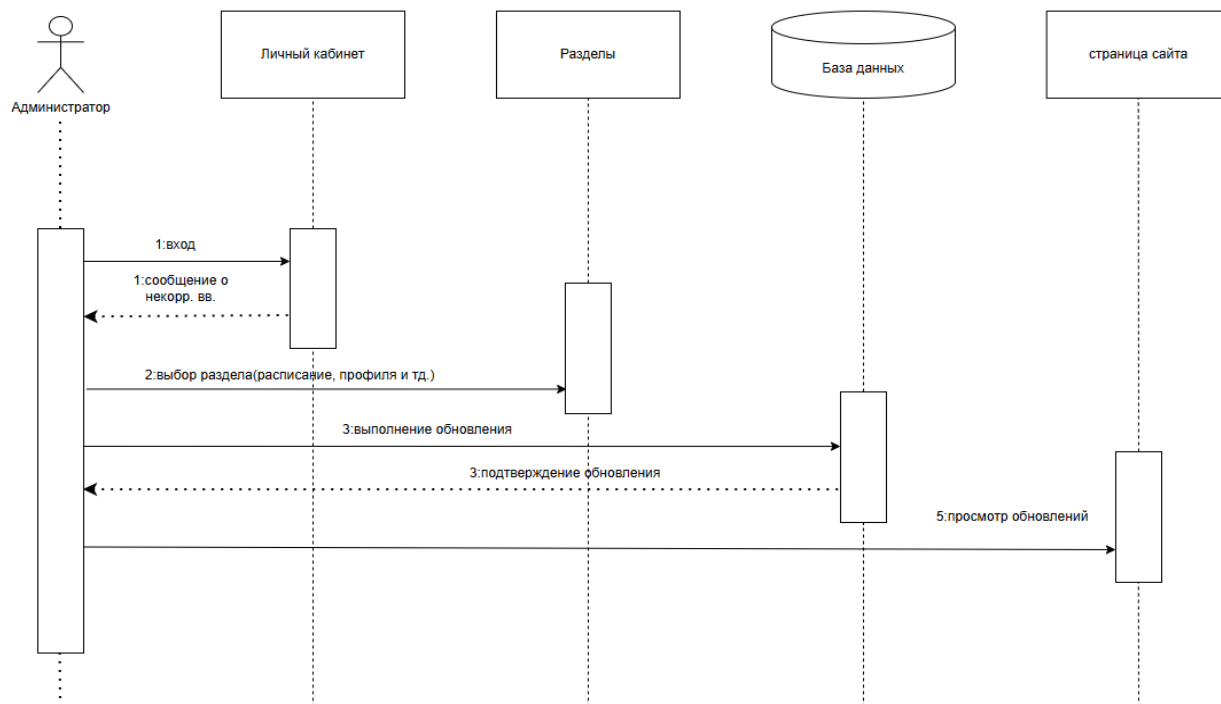 Администратор
Личный кабинет
Разделы
База данных
страница сайта
1:вход
1:сообщение о
некорр. вв.
2:выбор раздела(расписание, профиля и тд.)
3:выполнение обновления
3:подтверждение обновления
5:просмотр обновлений